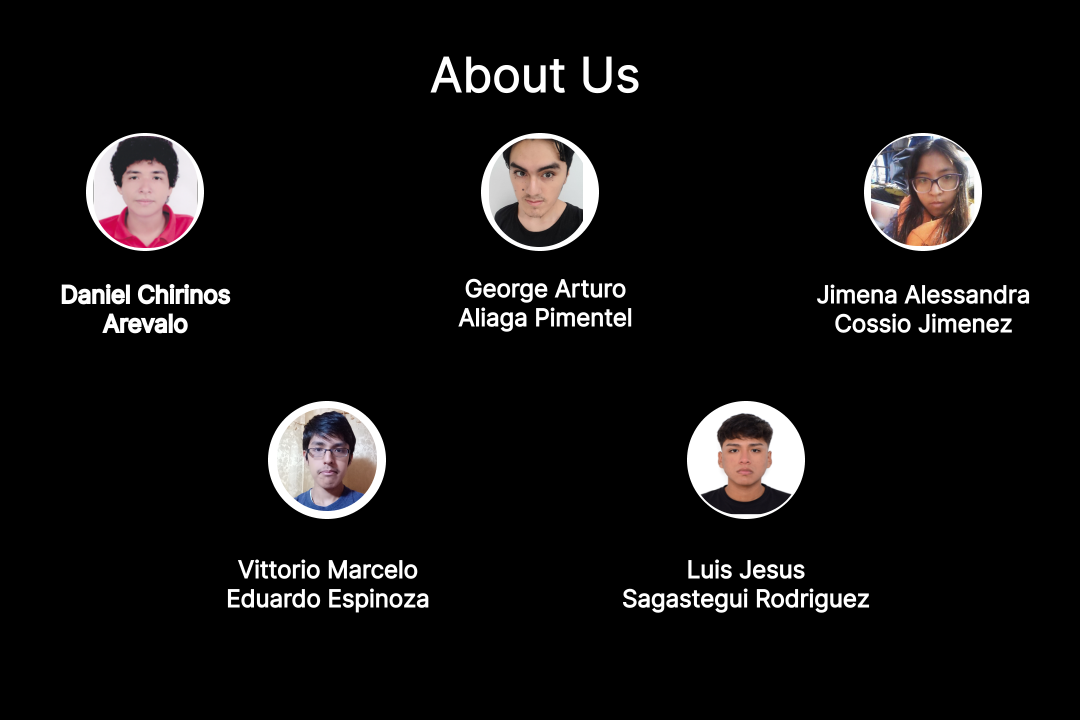 About Us
Daniel Chirinos
Arevalo
George Arturo
Aliaga Pimentel
Jimena Alessandra
Cossio Jimenez
Vittorio Marcelo
Eduardo Espinoza
Luis Jesus
Sagastegui Rodriguez